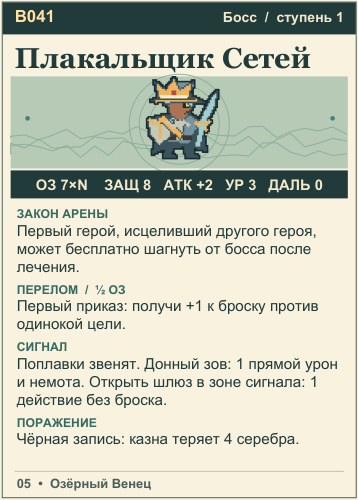 B041
Босс / ступень 1
Плакальщик Сетей
ОЗ 7×N ЗАЩ 8 АТК +2 УР 3 ДАЛЬ 0
ЗАКОН АРЕНЫ
Первый герой, исцеливший другого героя,
может бесплатно шагнуть от босса после
лечения.
ПЕРЕЛОМ / ½ ОЗ
Первый приказ: получи +1 к броску против
одинокой цели.
СИГНАЛ
Поплавки звенят. Донный зов: 1 прямой урон
и немота. Открыть шлюз в зоне сигнала: 1
действие без броска.
ПОРАЖЕНИЕ
Чёрная запись: казна теряет 4 серебра.
05 • Озёрный Венец